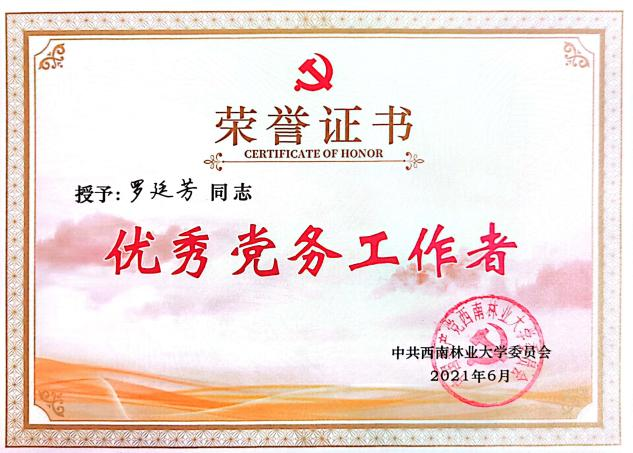 荣誉证书
CERTIFICATE OF HONOR
授予：罗廷芳 同志
优秀党务工作者
中共西南林业大学委员会
2021年6月